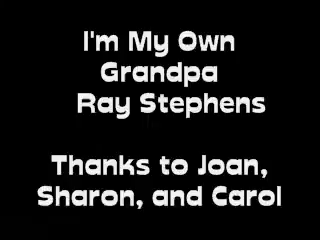 I'm My Own
Grandpa
Ray Stephens
Thanks to Joan,
Sharon, and Carol